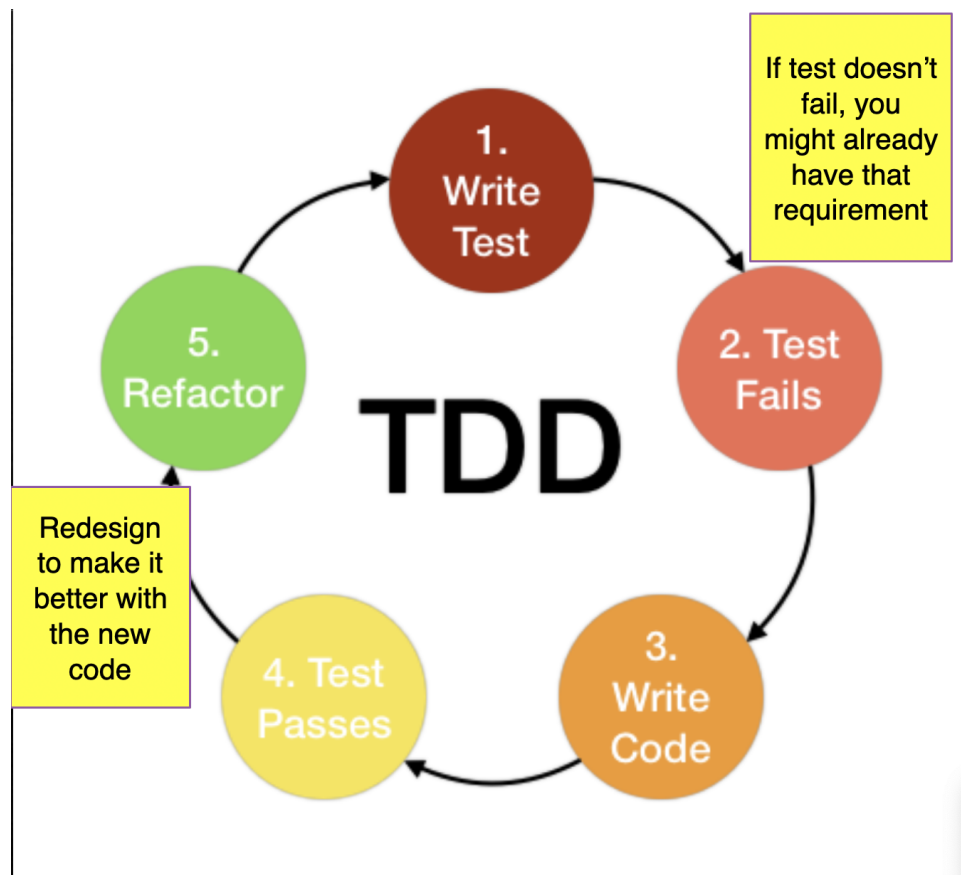 If test doesn’t
fail, you
might already
have that
requirement
1.
Write
Test
2. Test
Fails
3.
Write
Code
4. Test
Passes
5.
Refactor
Redesign
to make it
better with
the new
code
TDD